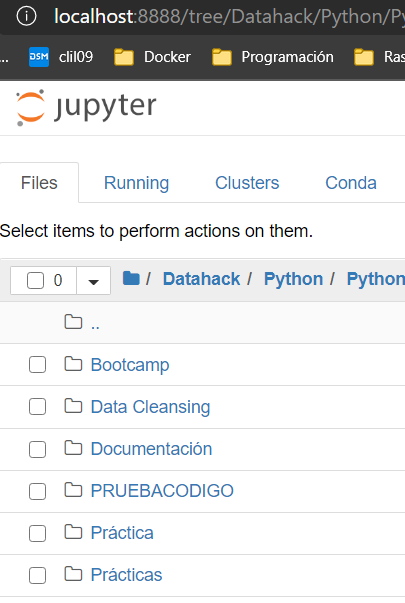 localhost:8888/tree/Datahack/Python/Py
... DSM clil09 Docker Programación Ras
jupyter
Files Running Clusters Conda
Select items to perform actions on them.
0 / Datahack / Python / Python
..
Bootcamp
Data Cleansing
Documentación
PRUEBACODIGO
Práctica
Prácticas